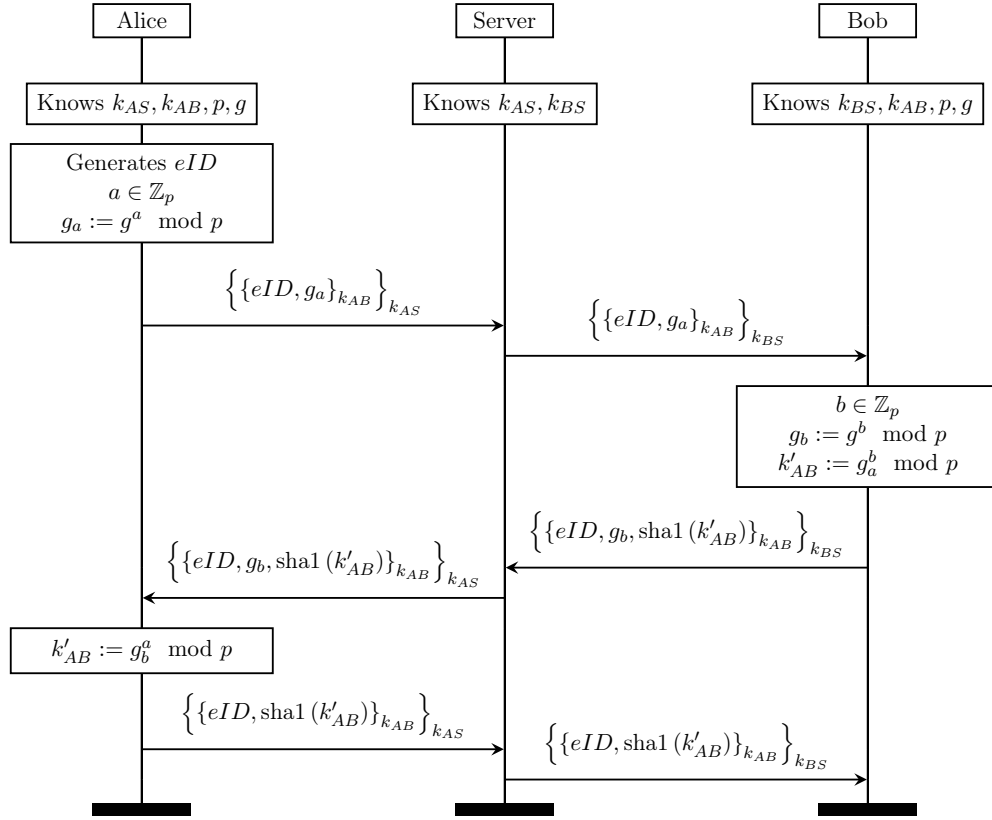 Alice
Server
Bob
Knows k_{AS}, k_{AB}, p, g
Knows k_{AS}, k_{BS}
Knows k_{BS}, k_{AB}, p, g
Generates eID
a ∈ ℤ_p
g_a := g^a mod p
{{eID, g_a}_{k_{AB}}}_{k_{AS}}
{{eID, g_a}_{k_{AB}}}_{k_{BS}}
b ∈ ℤ_p
g_b := g^b mod p
k'_{AB} := g_a^b mod p
{{eID, g_b, sha1 (k'_{AB})}_{k_{AB}}}_{k_{BS}}
{{eID, g_b, sha1 (k'_{AB})}_{k_{AB}}}_{k_{AS}}
k'_{AB} := g_b^a mod p
{{eID, sha1 (k'_{AB})}_{k_{AB}}}_{k_{AS}}
{{eID, sha1 (k'_{AB})}_{k_{AB}}}_{k_{BS}}